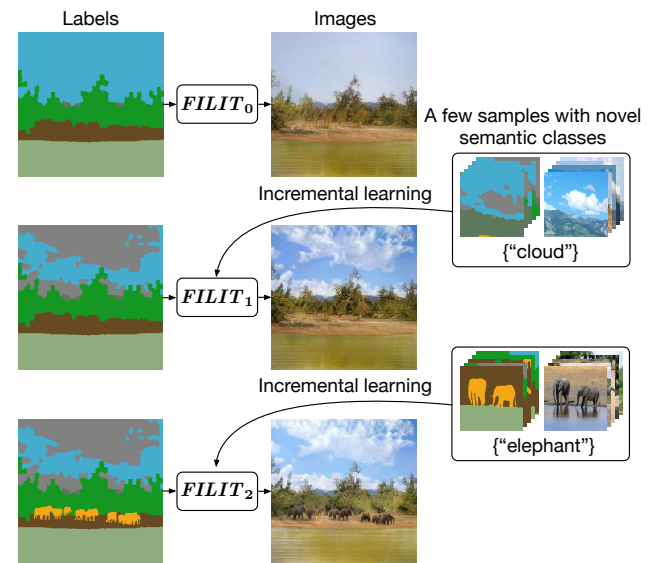 Labels
Images
FILIT₀
A few samples with novel
semantic classes
Incremental learning
{“cloud”}
FILIT₁
Incremental learning
{“elephant”}
FILIT₂